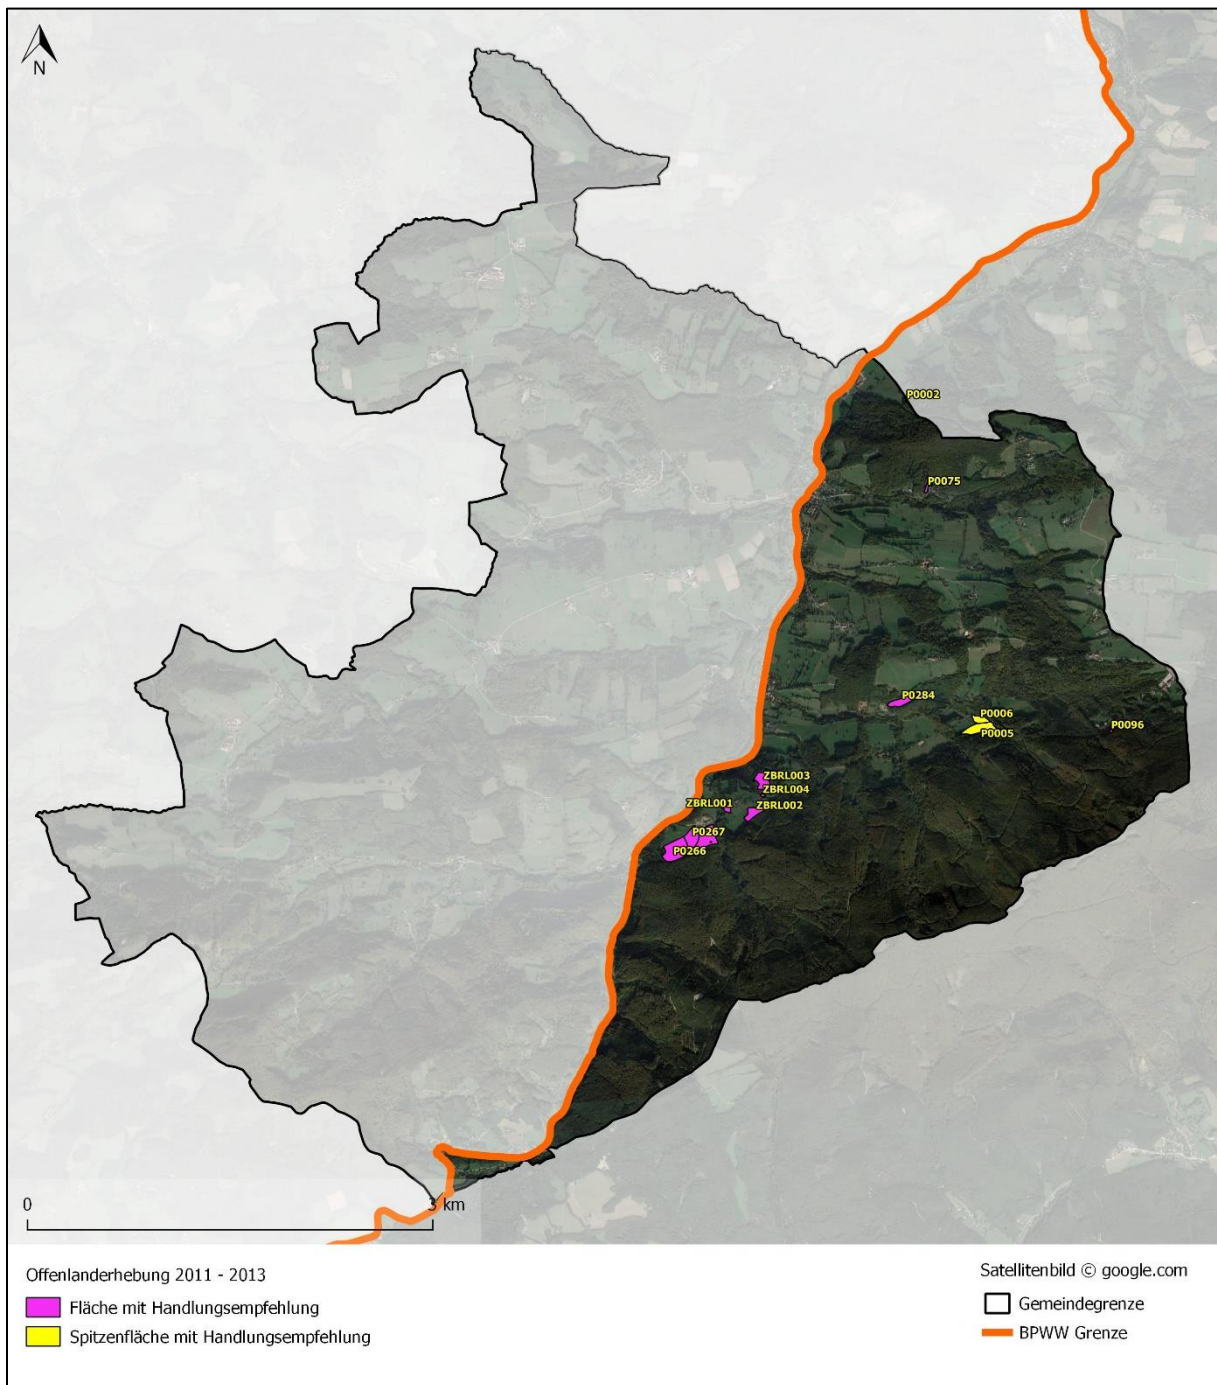 N
P0002
P0075
P0284
P0006
P0005
P0096
ZBRL003
ZBRL004
ZBRL001
ZBRL002
P0267
P0266
0
3 km
Offenlanderhebung 2011 - 2013
Fläche mit Handlungsempfehlung
Spitzenfläche mit Handlungsempfehlung
Satellitenbild © google.com
Gemeindegrenze
BPWW Grenze